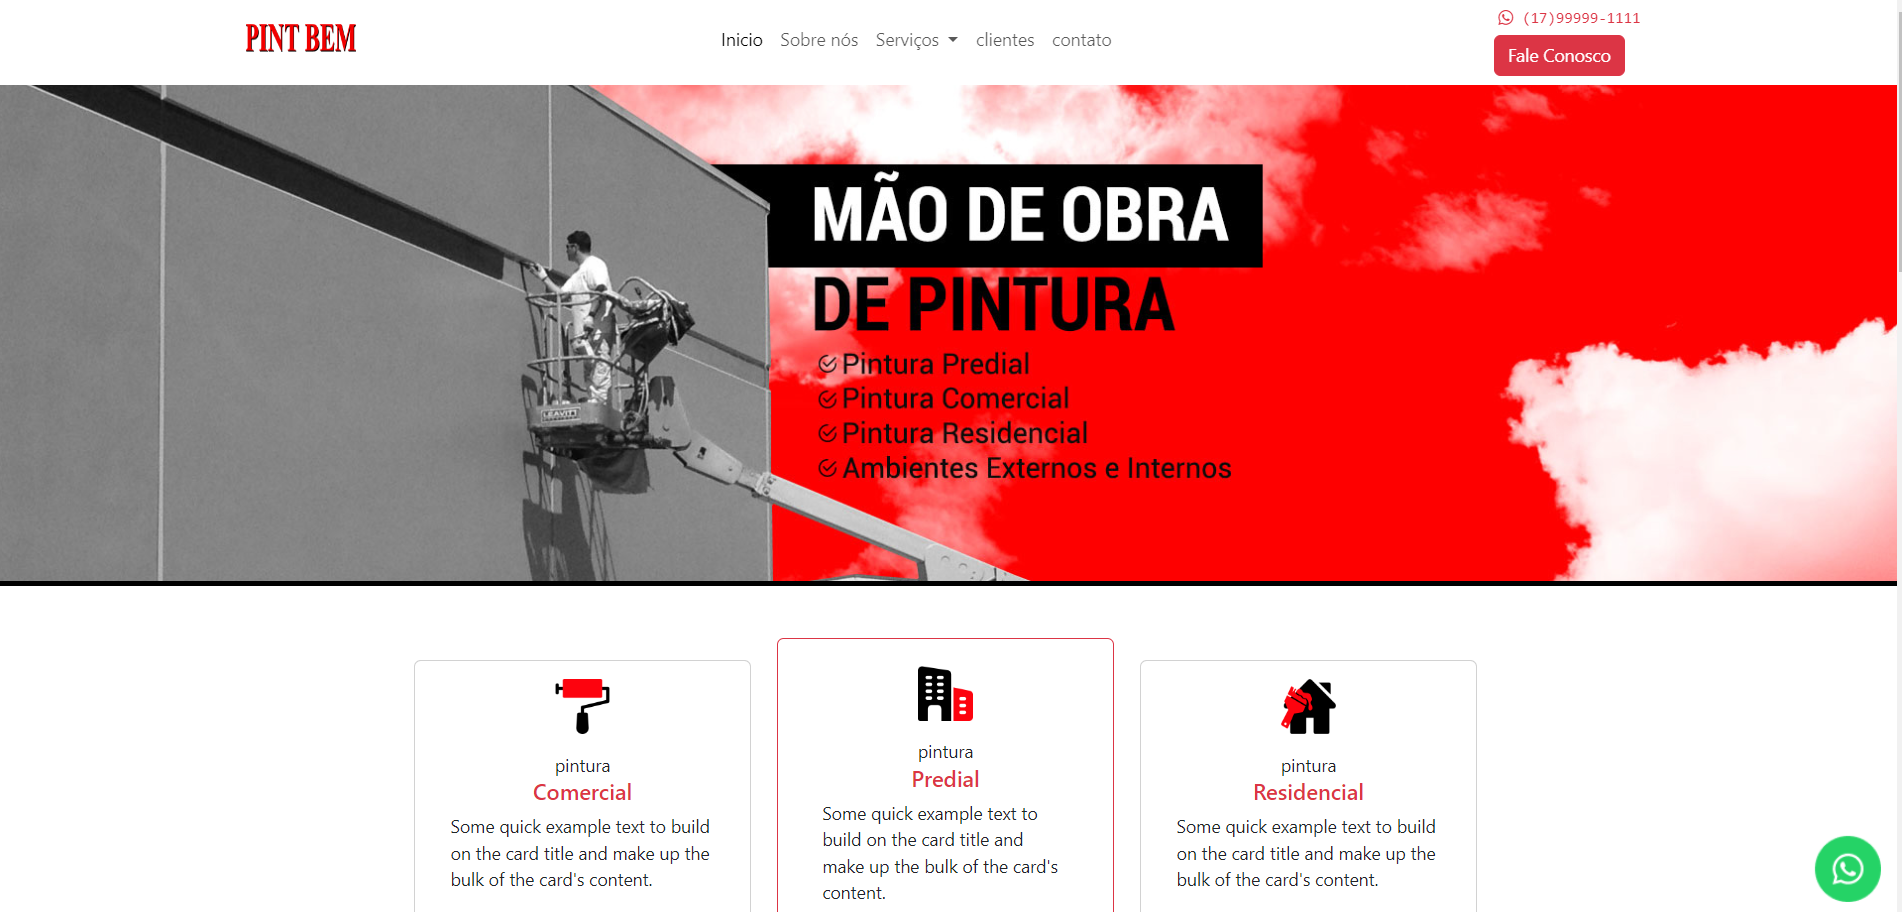 PINT BEM
Inicio
Sobre nós
Serviços
clientes
contato
(17)99999-1111
Fale Conosco
MÃO DE OBRA
DE PINTURA
Pintura Predial
Pintura Comercial
Pintura Residencial
Ambientes Externos e Internos
LEAVITT
pintura
Comercial
Some quick example text to build
on the card title and make up the
bulk of the card's content.
pintura
Predial
Some quick example text to
build on the card title and
make up the bulk of the card's
content.
pintura
Residencial
Some quick example text to build
on the card title and make up the
bulk of the card's content.